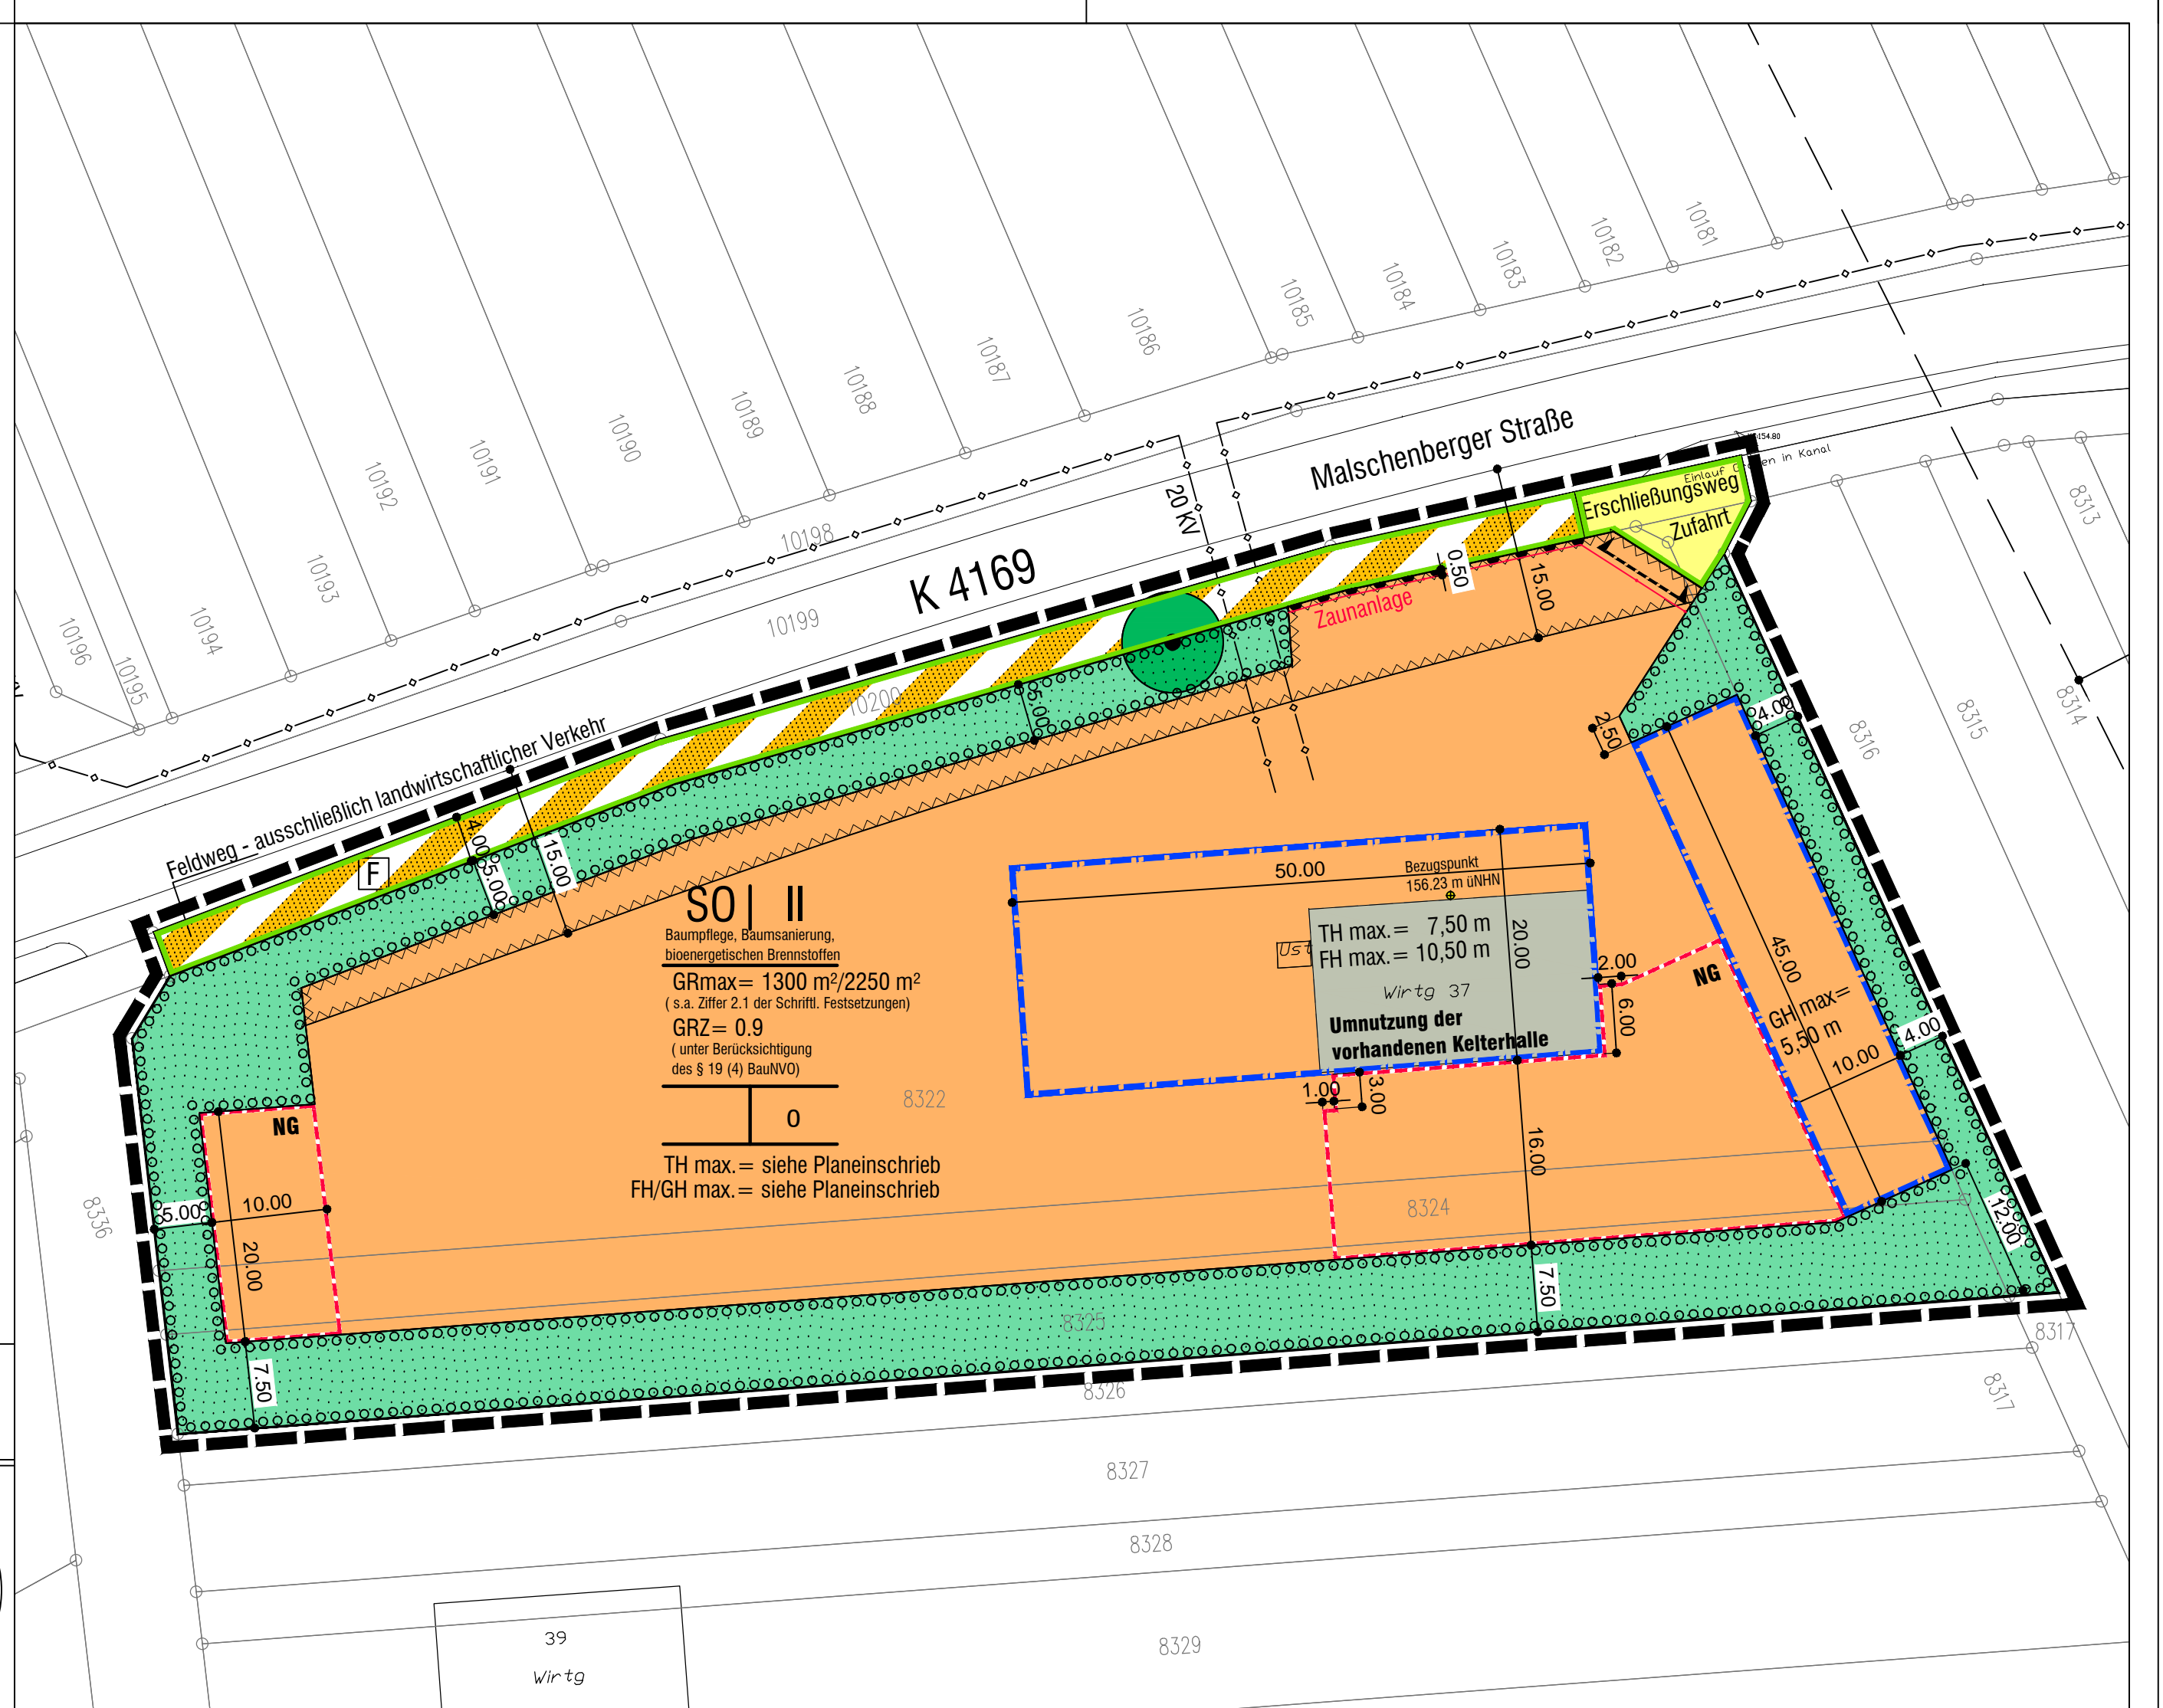 10181
10182
10183
10184
10185
10186
10187
10188
10189
10190
10191
10192
10193
10194
10195
10196
10198
10199
10200
8313
8314
8315
8316
Malschenberger Straße
K 4169
20 KV
Einlauf Graben in Kanal
Erschließungsweg
Zufahrt
Zaunanlage
0.50
15.00
Feldweg - ausschließlich landwirtschaftlicher Verkehr
F
4.00
5.00
15.00
5.00
2.50
4.00
SO II
Baumpflege, Baumsanierung,
bioenergetischen Brennstoffen
GRmax= 1300 m²/2250 m²
( s.a. Ziffer 2.1 der Schriftl. Festsetzungen)
GRZ= 0.9
( unter Berücksichtigung
des § 19 (4) BauNVO)
0
TH max.= siehe Planeinschrieb
FH/GH max.= siehe Planeinschrieb
50.00
Bezugspunkt
156.23 m üNHN
TH max.= 7,50 m
FH max.= 10,50 m
20.00
Ust
Wirtg 37
Umnutzung der
vorhandenen Kelterhalle
2.00
6.00
NG
45.00
GH max=
5,50 m
10.00
4.00
12.00
1.00
3.00
16.00
7.50
8322
8324
8325
NG
10.00
5.00
20.00
7.50
8336
8326
8317
8317
8327
8328
8329
39
Wirtg